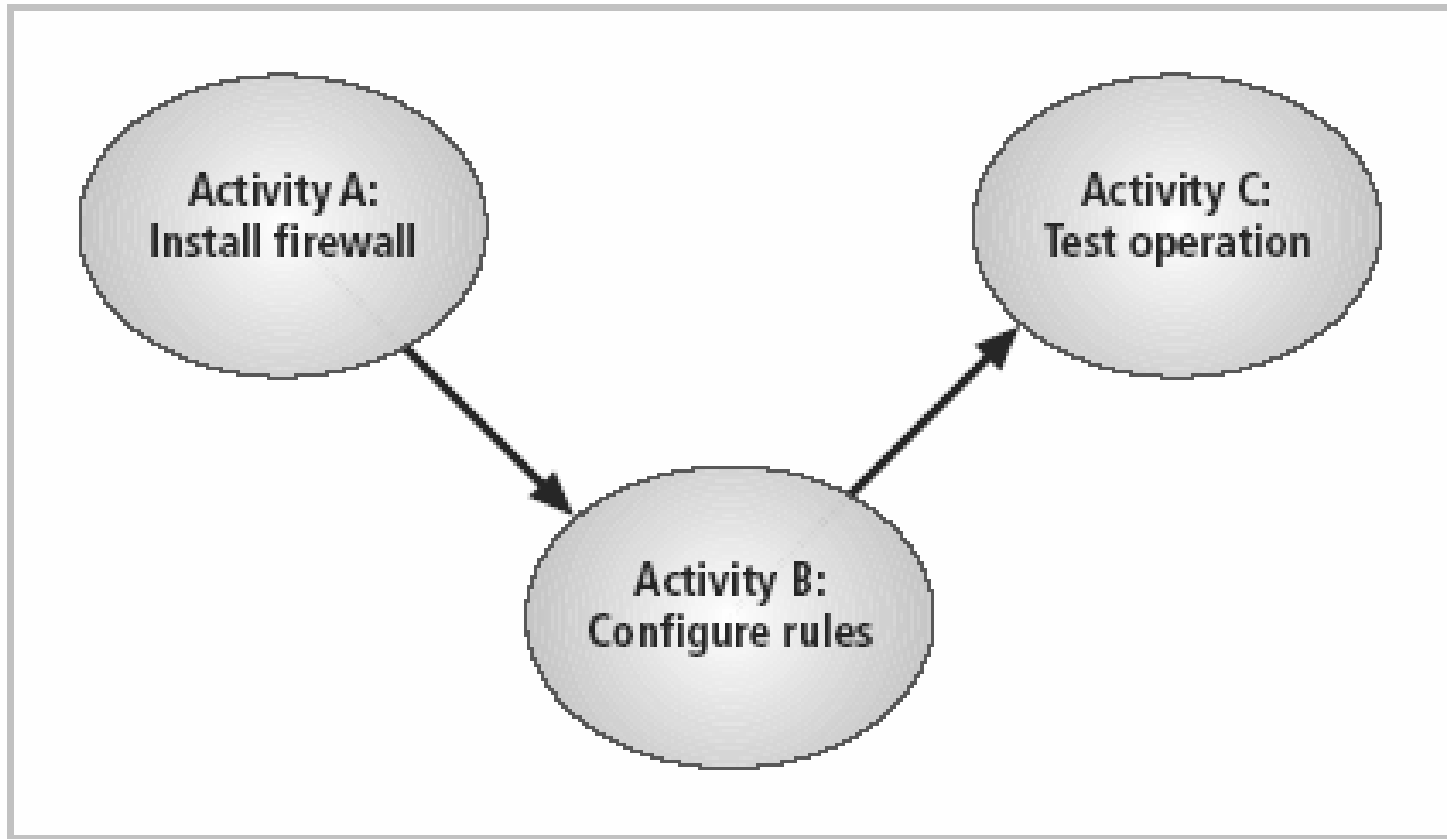 Activity A:
Install firewall
Activity C:
Test operation
Activity B:
Configure rules